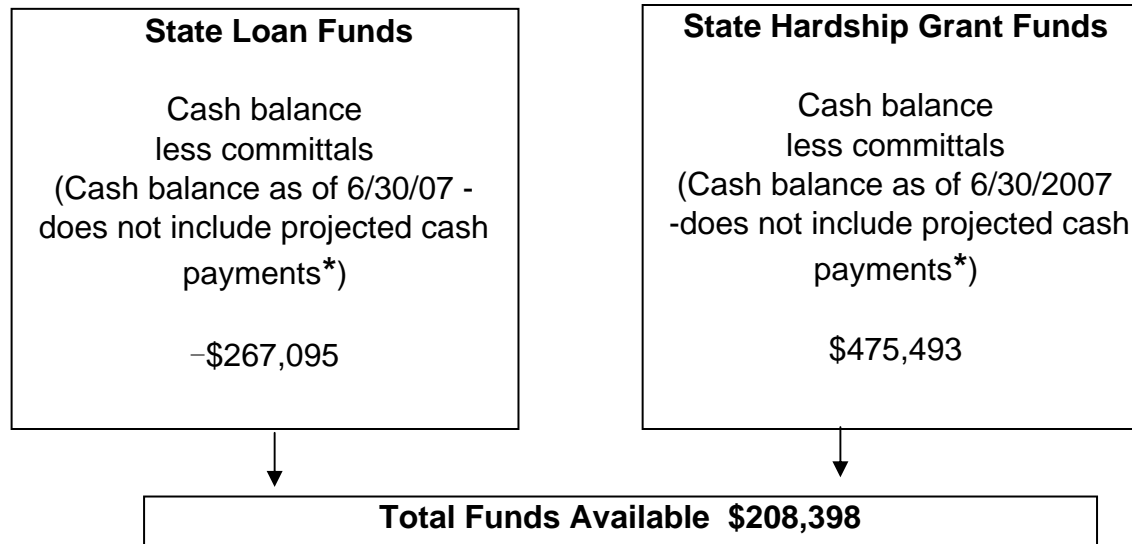 State Loan Funds
Cash balance
less committals
(Cash balance as of 6/30/07 -
does not include projected cash
payments*)
–$267,095
State Hardship Grant Funds
Cash balance
less committals
(Cash balance as of 6/30/2007
-does not include projected cash
payments*)
$475,493
Total Funds Available $208,398